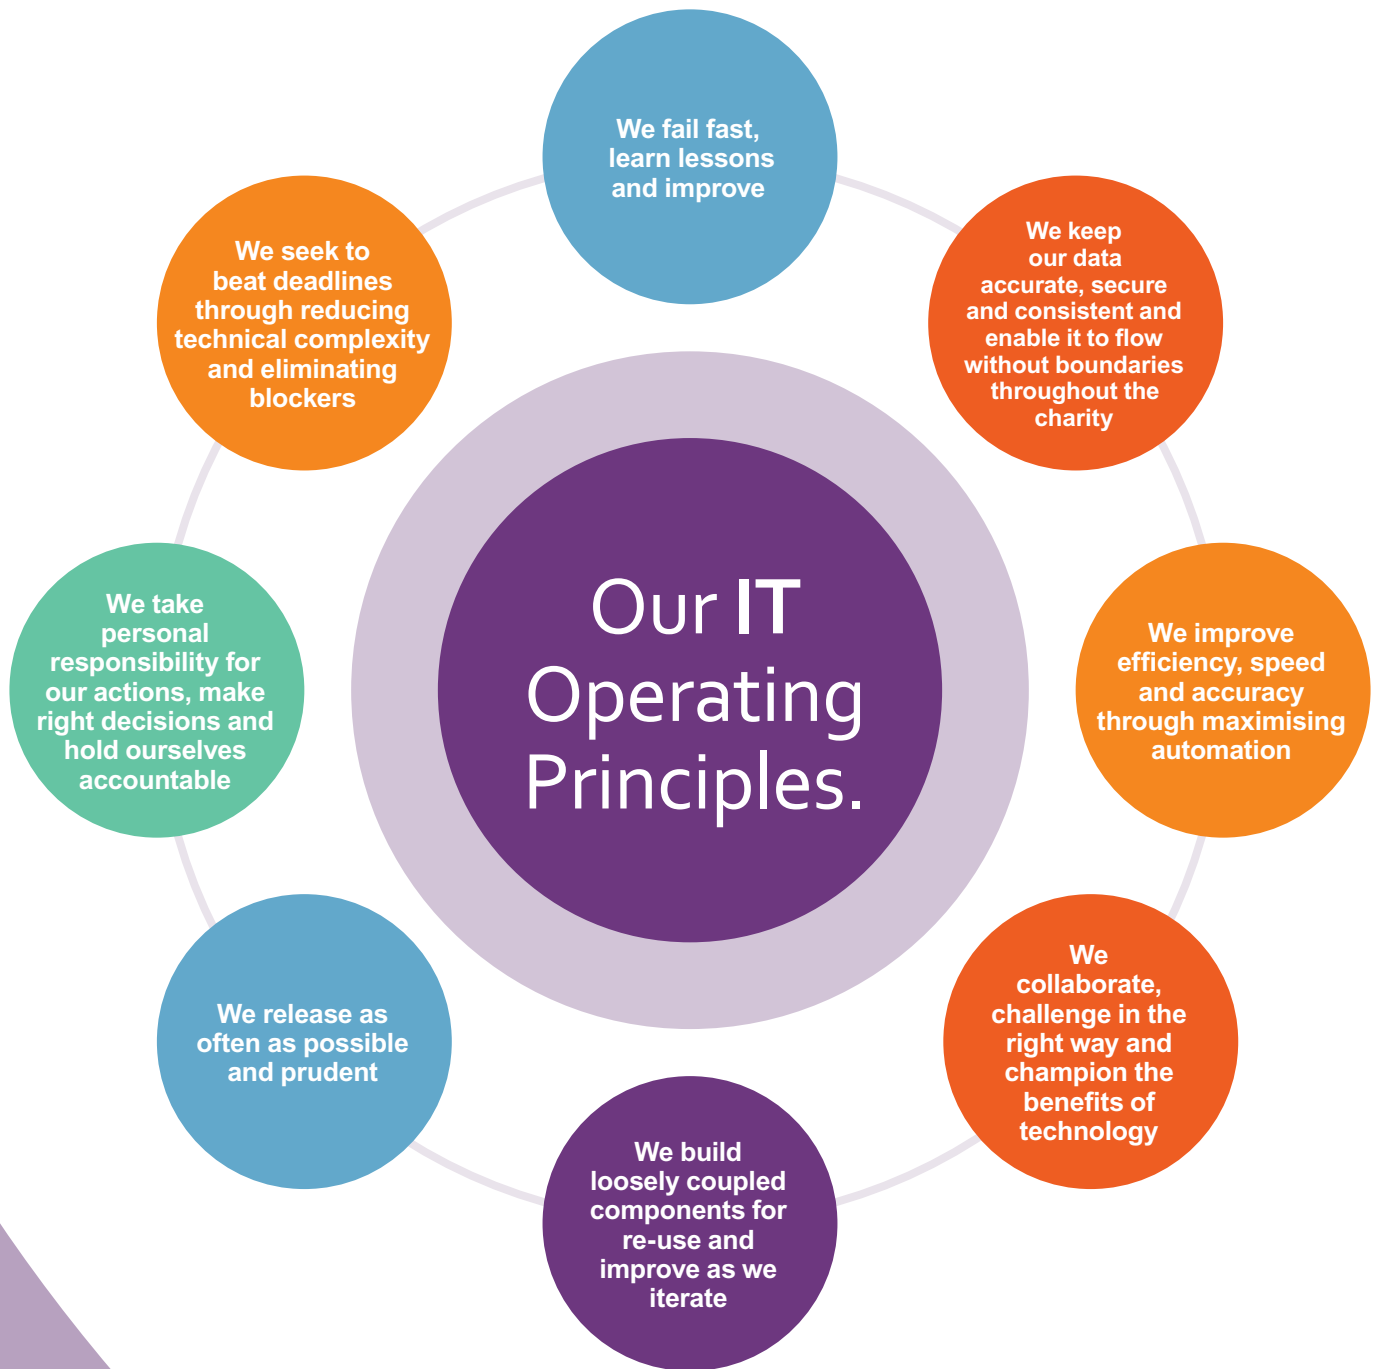 We fail fast,
learn lessons
and improve
We keep
our data
accurate, secure
and consistent and
enable it to flow
without boundaries
throughout the
charity
We improve
efficiency, speed
and accuracy
through maximising
automation
We
collaborate,
challenge in the
right way and
champion the
benefits of
technology
We build
loosely coupled
components for
re-use and
improve as we
iterate
We release as
often as possible
and prudent
We take
personal
responsibility for
our actions, make
right decisions and
hold ourselves
accountable
We seek to
beat deadlines
through reducing
technical complexity
and eliminating
blockers
Our IT
Operating
Principles.